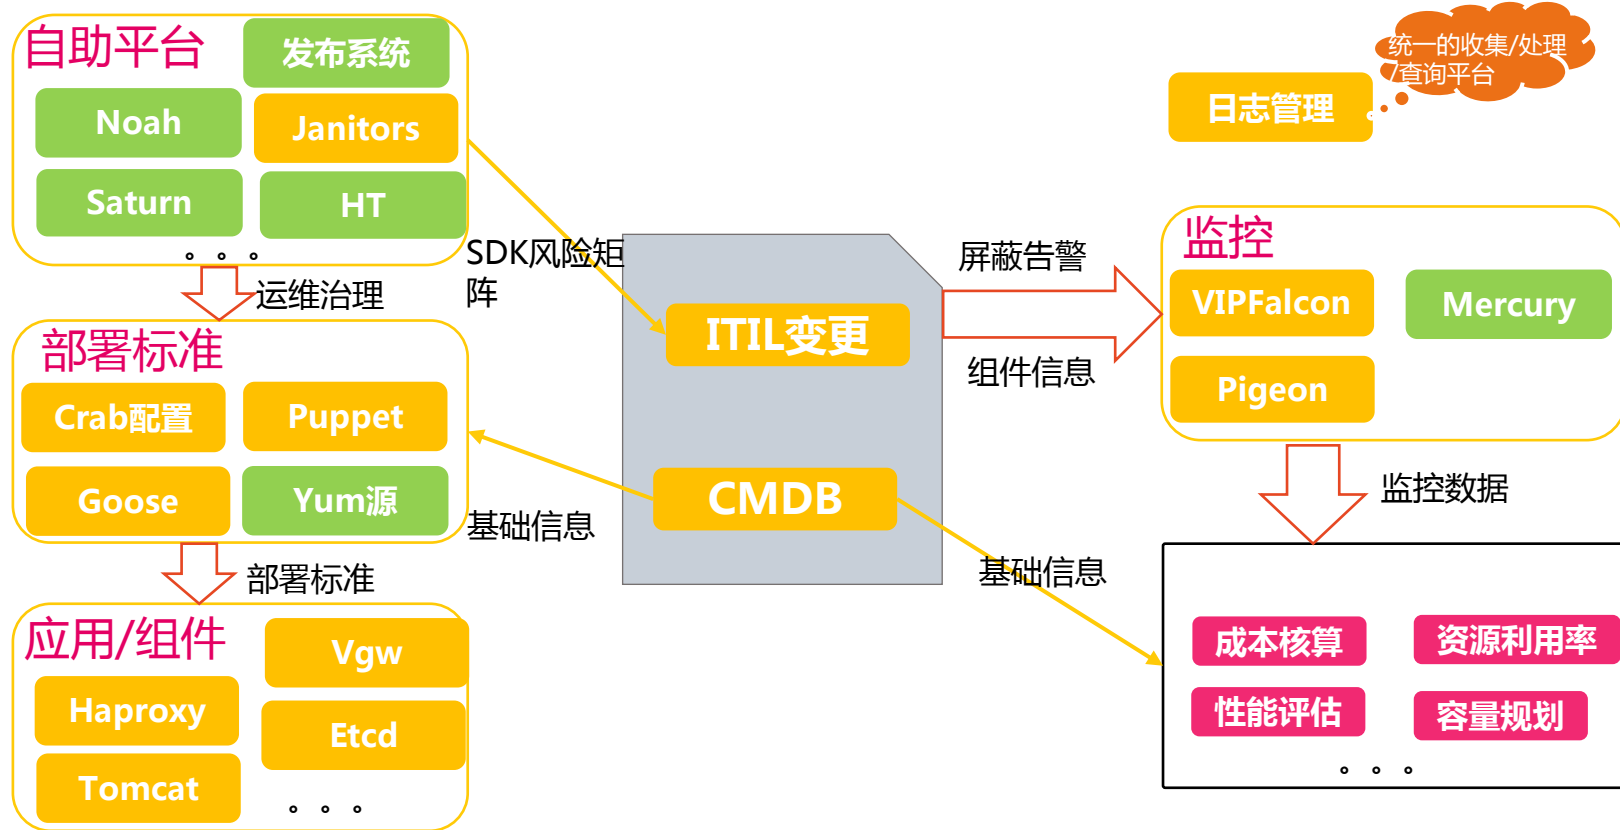 自助平台
发布系统
Noah
Janitors
Saturn
HT
。。。
运维治理
部署标准
Crab配置
Puppet
Goose
Yum源
部署标准
应用/组件
Vgw
Haproxy
Etcd
Tomcat
。。。
SDK风险矩
阵
ITIL变更
CMDB
基础信息
基础信息
屏蔽告警
组件信息
统一的收集/处理
/查询平台
日志管理
监控
VIPFalcon
Mercury
Pigeon
监控数据
成本核算
资源利用率
性能评估
容量规划
。。。